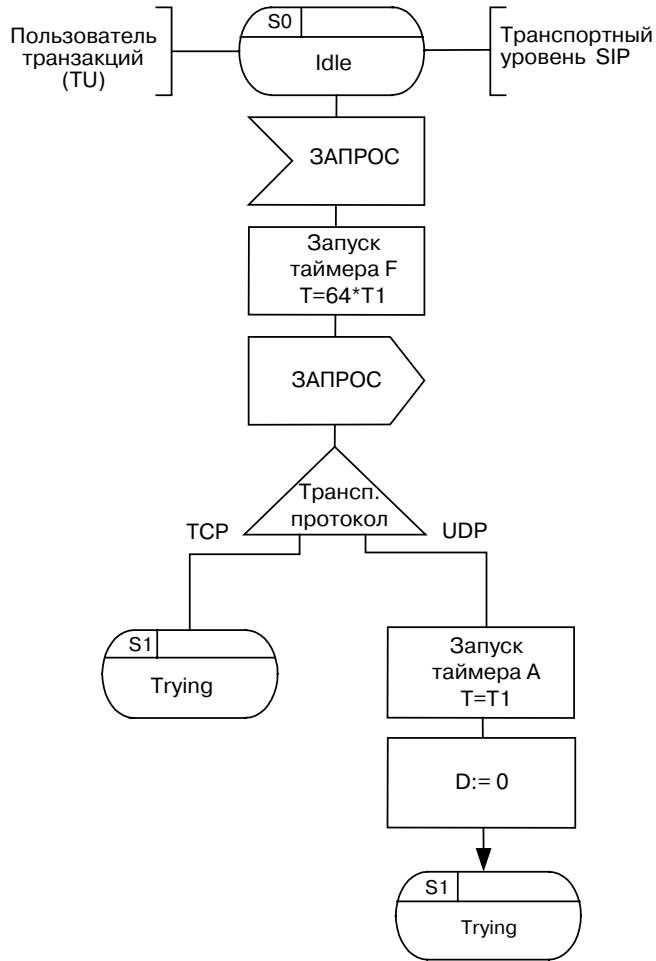 Пользователь
транзакций
(TU)
S0
Idle
Транспортный
уровень SIP
ЗАПРОС
Запуск
таймера F
T=64*T1
ЗАПРОС
Трансп.
протокол
TCP
UDP
S1
Trying
Запуск
таймера A
T=T1
D:= 0
S1
Trying